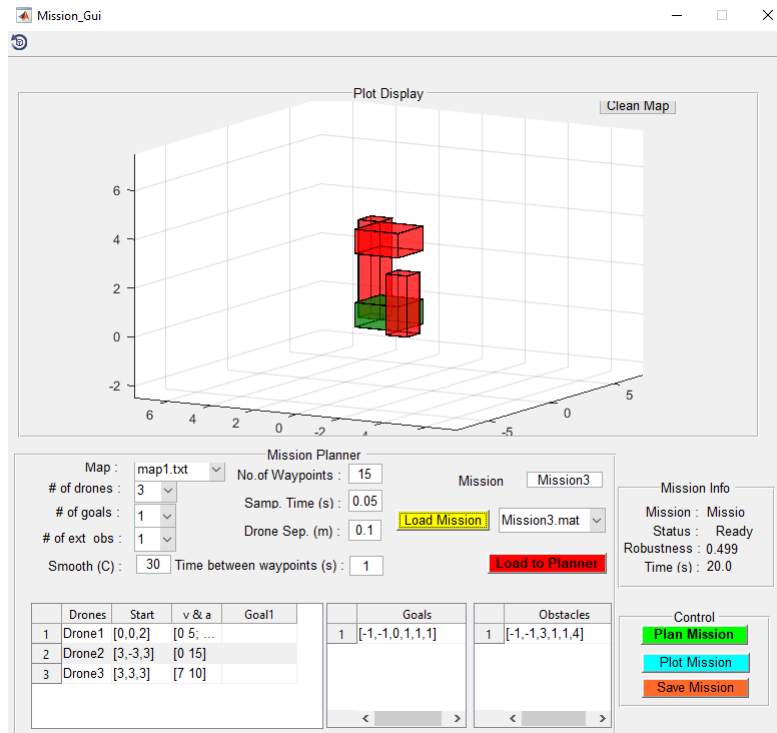 Mission_Gui
Plot Display
Clean Map
6
4
2
0
-2
6 4 2 0 -2 -4 -5 0 5
Mission Planner
Map : map1.txt No.of Waypoints : 15 Mission Mission3
# of drones : 3 Samp. Time (s) : 0.05
# of goals : 1 Load Mission Mission3.mat
# of ext obs : 1 Drone Sep. (m) : 0.1
Smooth (C) : 30 Time between waypoints (s) : 1 Load to Planner
Mission Info
Mission : Missio
Status : Ready
Robustness : 0.499
Time (s) : 20.0
Drones Start v & a Goal1
1 Drone1 [0,0,2] [0 5; ...
2 Drone2 [3,-3,3] [0 15]
3 Drone3 [3,3,3] [7 10]
Goals
1 [-1,-1,0,1,1,1]
Obstacles
1 [-1,-1,3,1,1,4]
Control
Plan Mission
Plot Mission
Save Mission